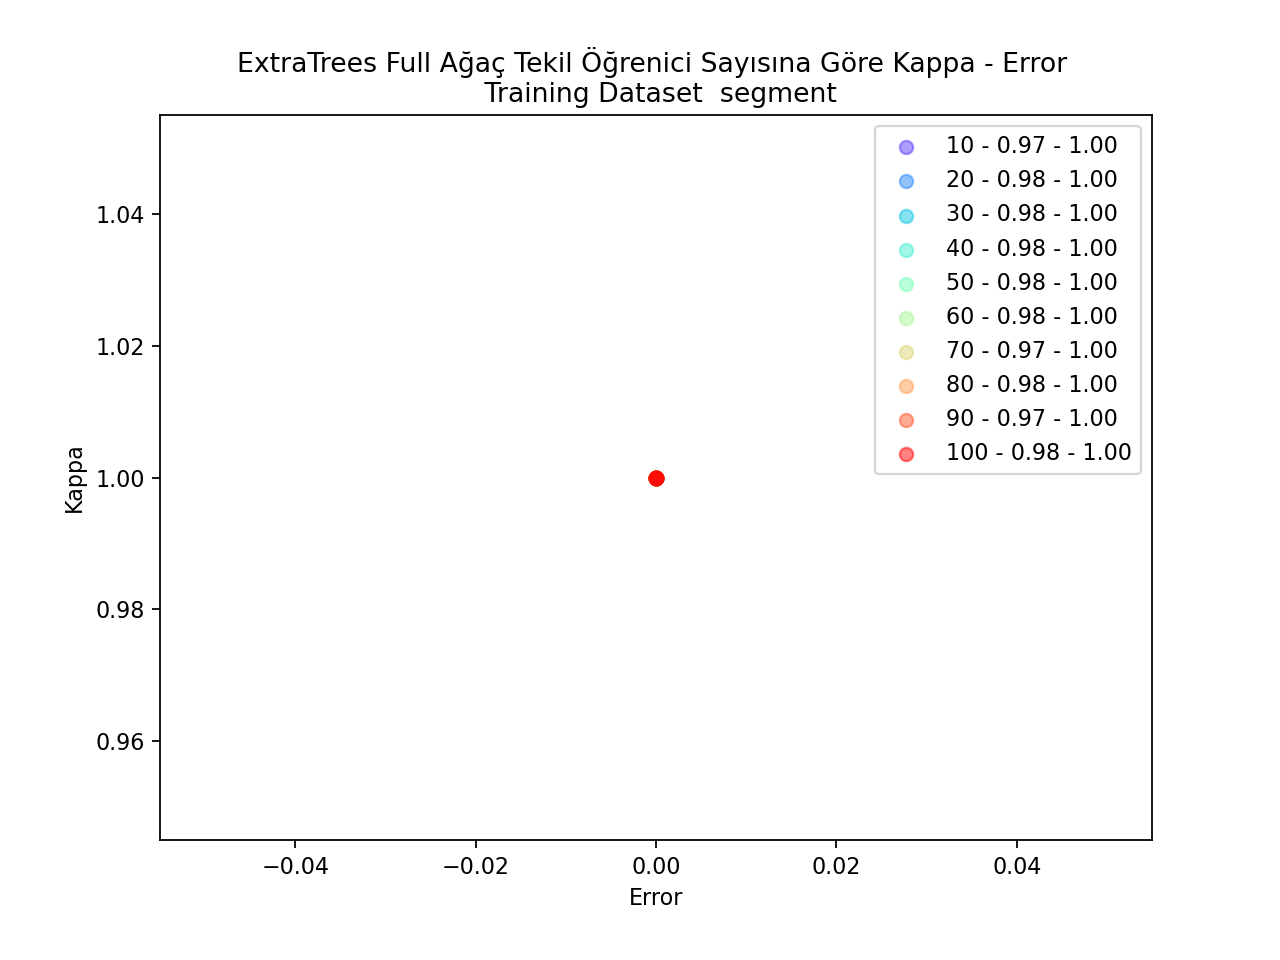 ExtraTrees Full Ağaç Tekil Öğrenici Sayısına Göre Kappa - Error
Training Dataset  segment
10 - 0.97 - 1.00
20 - 0.98 - 1.00
30 - 0.98 - 1.00
40 - 0.98 - 1.00
50 - 0.98 - 1.00
60 - 0.98 - 1.00
70 - 0.97 - 1.00
80 - 0.98 - 1.00
90 - 0.97 - 1.00
100 - 0.98 - 1.00
Kappa
1.04
1.02
1.00
0.98
0.96
−0.04
−0.02
0.00
0.02
0.04
Error